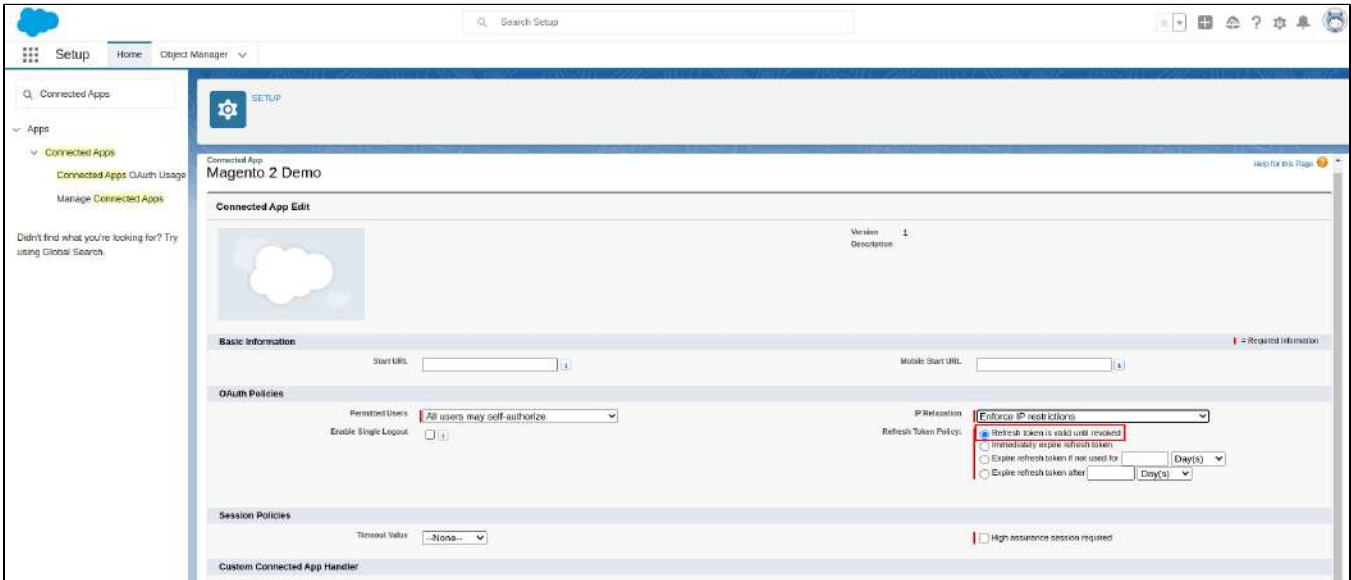 Search Setup
Setup
Home
Object Manager
Connected Apps
Apps
Connected Apps
Connected Apps OAuth Usage
Manage Connected Apps
Didn't find what you're looking for? Try
using Global Search.
SETUP
Connected App
Magento 2 Demo
Help for this Page
Connected App Edit
Version 1
Description
Basic Information
= Required Information
Start URL
Mobile Start URL
OAuth Policies
Permitted Users All users may self-authorize
IP Relaxation Enforce IP restrictions
Enable Single Logout
Refresh Token Policy:
Refresh token is valid until revoked
Immediately expire refresh token
Expire refresh token if not used for Day(s)
Expire refresh token after Day(s)
Session Policies
Timeout Value --None--
High assurance session required
Custom Connected App Handler